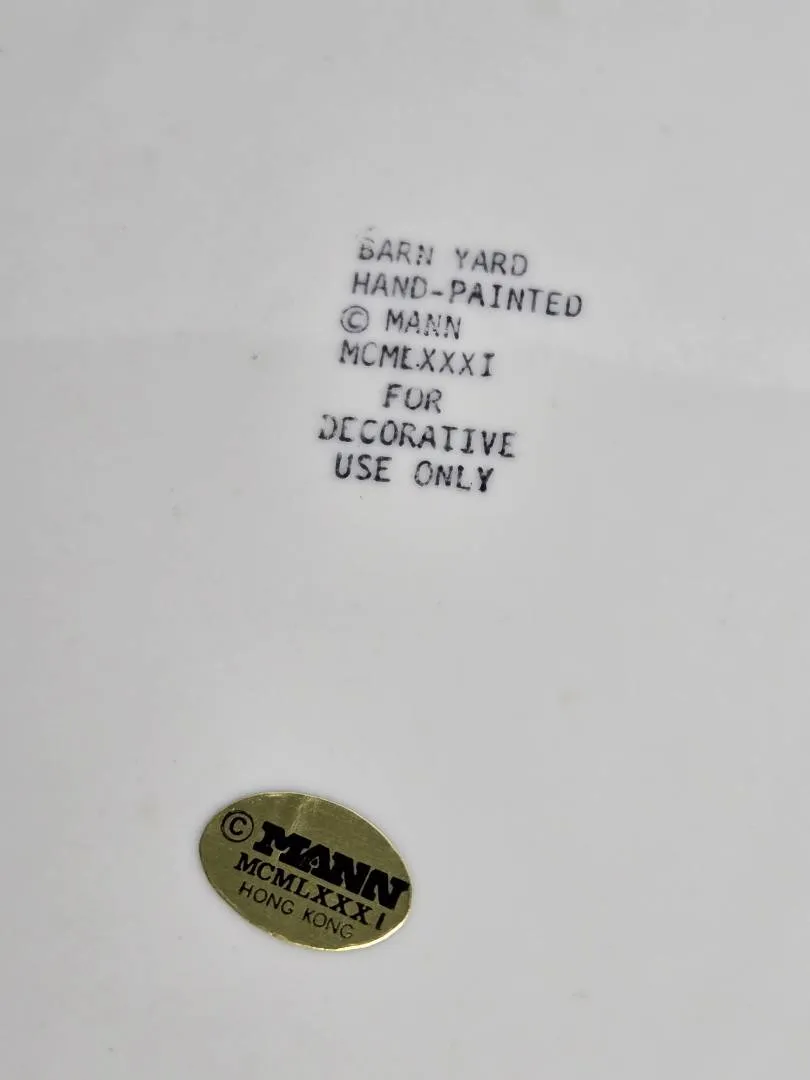 BARN YARD
HAND-PAINTED
© MANN
MCMLXXXI
FOR
DECORATIVE
USE ONLY
© MANN
MCMLXXXI
HONG KONG